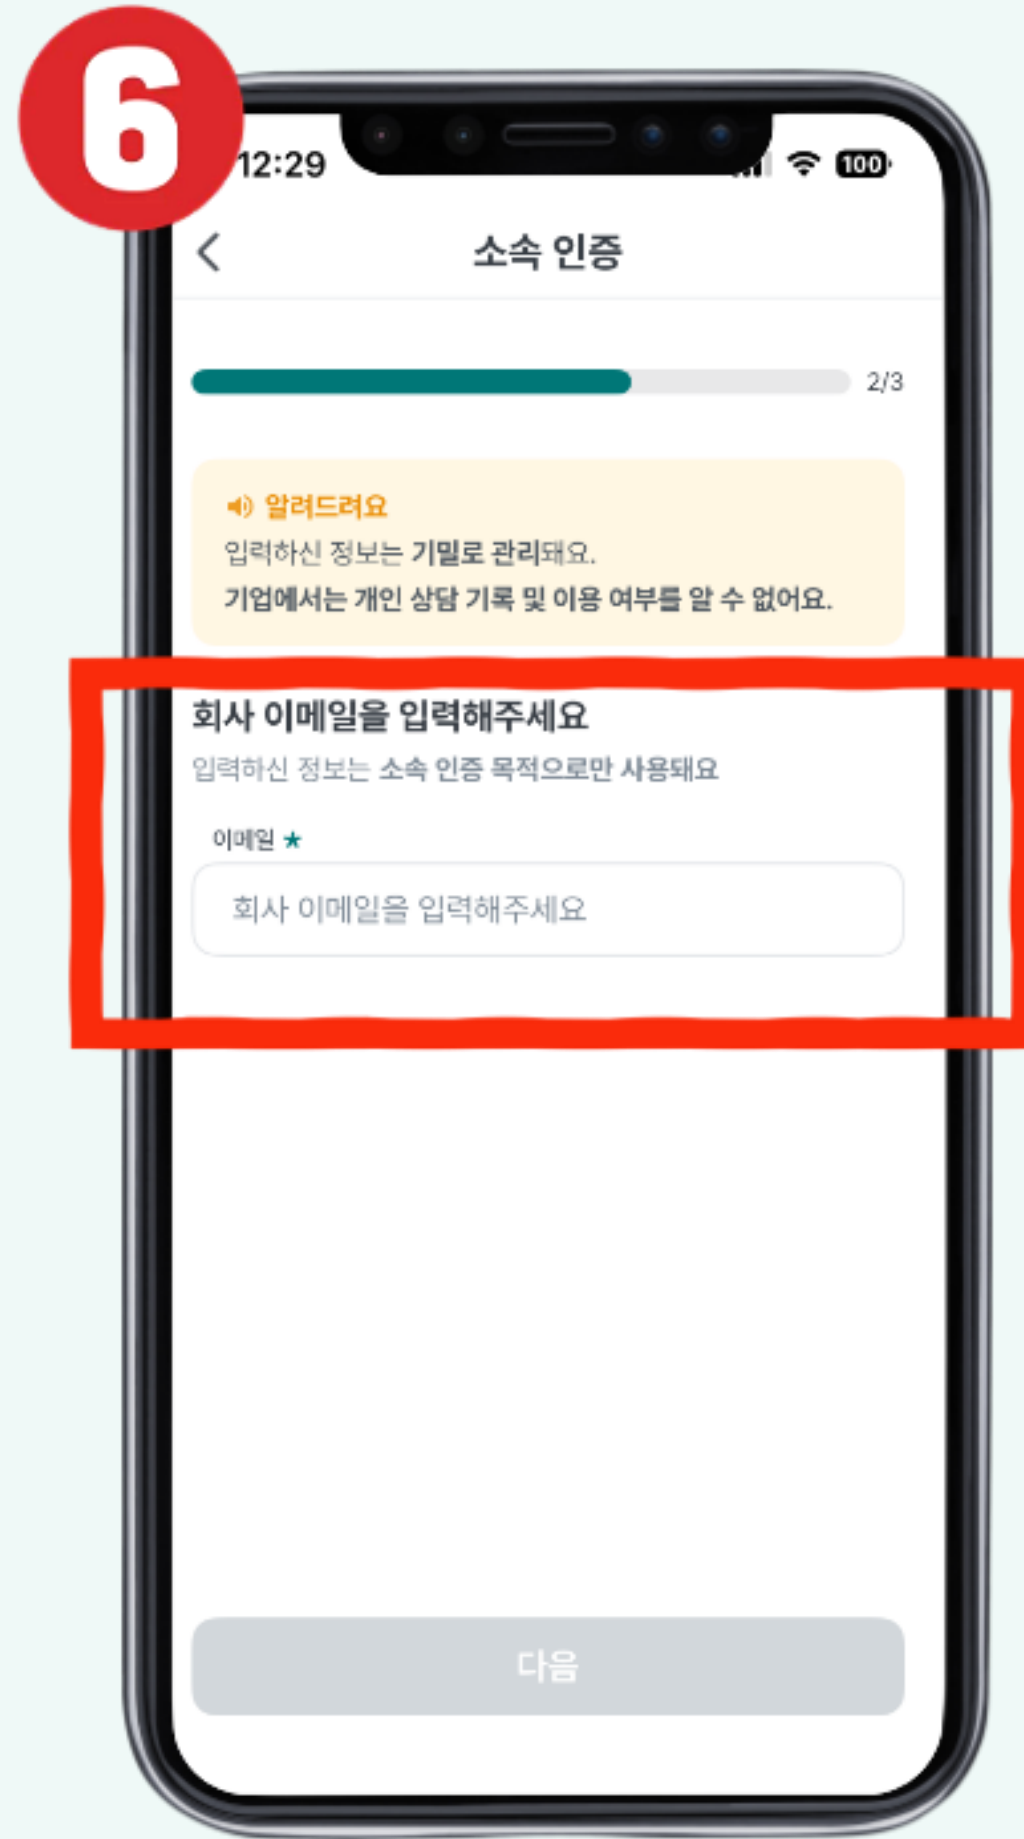 6
12:29
100
소속 인증
2/3
알려드려요
입력하신 정보는 기밀로 관리돼요.
기업에서는 개인 상담 기록 및 이용 여부를 알 수 없어요.
회사 이메일을 입력해주세요
입력하신 정보는 소속 인증 목적으로만 사용돼요
이메일 ★
회사 이메일을 입력해주세요
다음